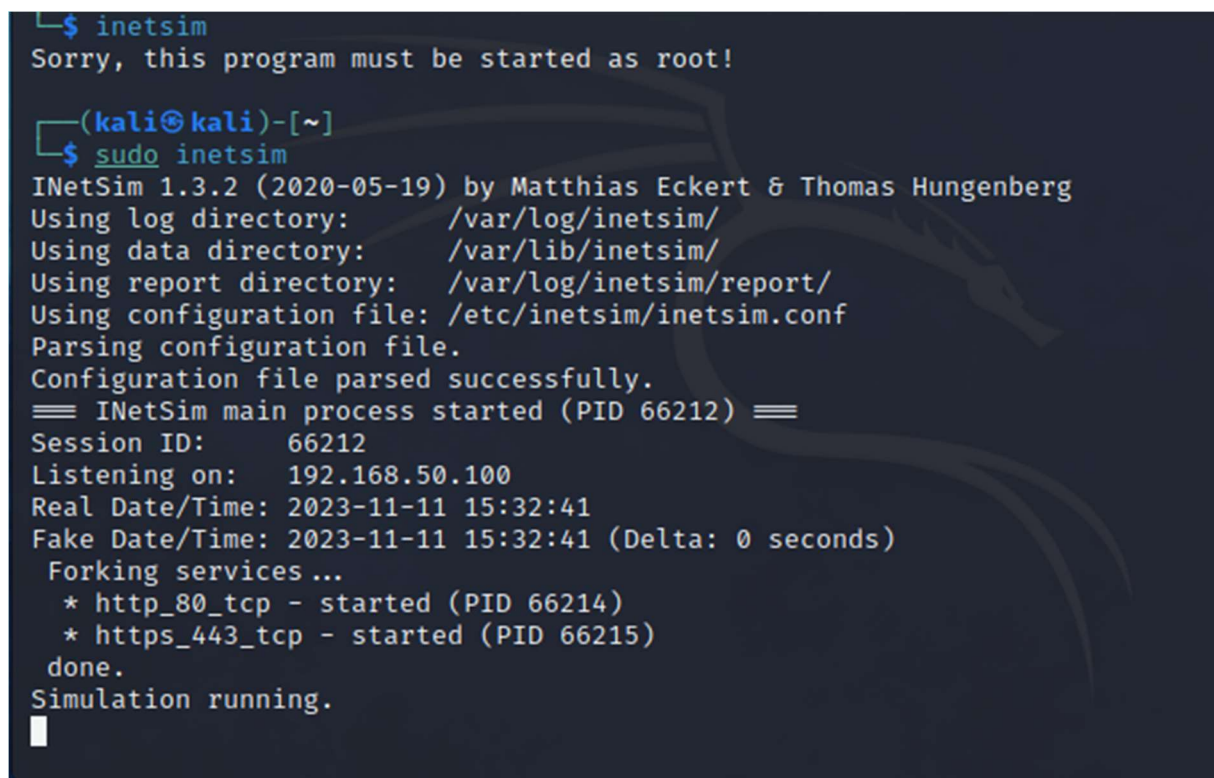 └─$ inetsim
Sorry, this program must be started as root!
┌──(kali㉿kali)-[~]
└─$ sudo inetsim
INetSim 1.3.2 (2020-05-19) by Matthias Eckert & Thomas Hungenberg
Using log directory:      /var/log/inetsim/
Using data directory:     /var/lib/inetsim/
Using report directory:   /var/log/inetsim/report/
Using configuration file: /etc/inetsim/inetsim.conf
Parsing configuration file.
Configuration file parsed successfully.
=== INetSim main process started (PID 66212) ===
Session ID:     66212
Listening on:   192.168.50.100
Real Date/Time: 2023-11-11 15:32:41
Fake Date/Time: 2023-11-11 15:32:41 (Delta: 0 seconds)
 Forking services...
  * http_80_tcp - started (PID 66214)
  * https_443_tcp - started (PID 66215)
 done.
Simulation running.